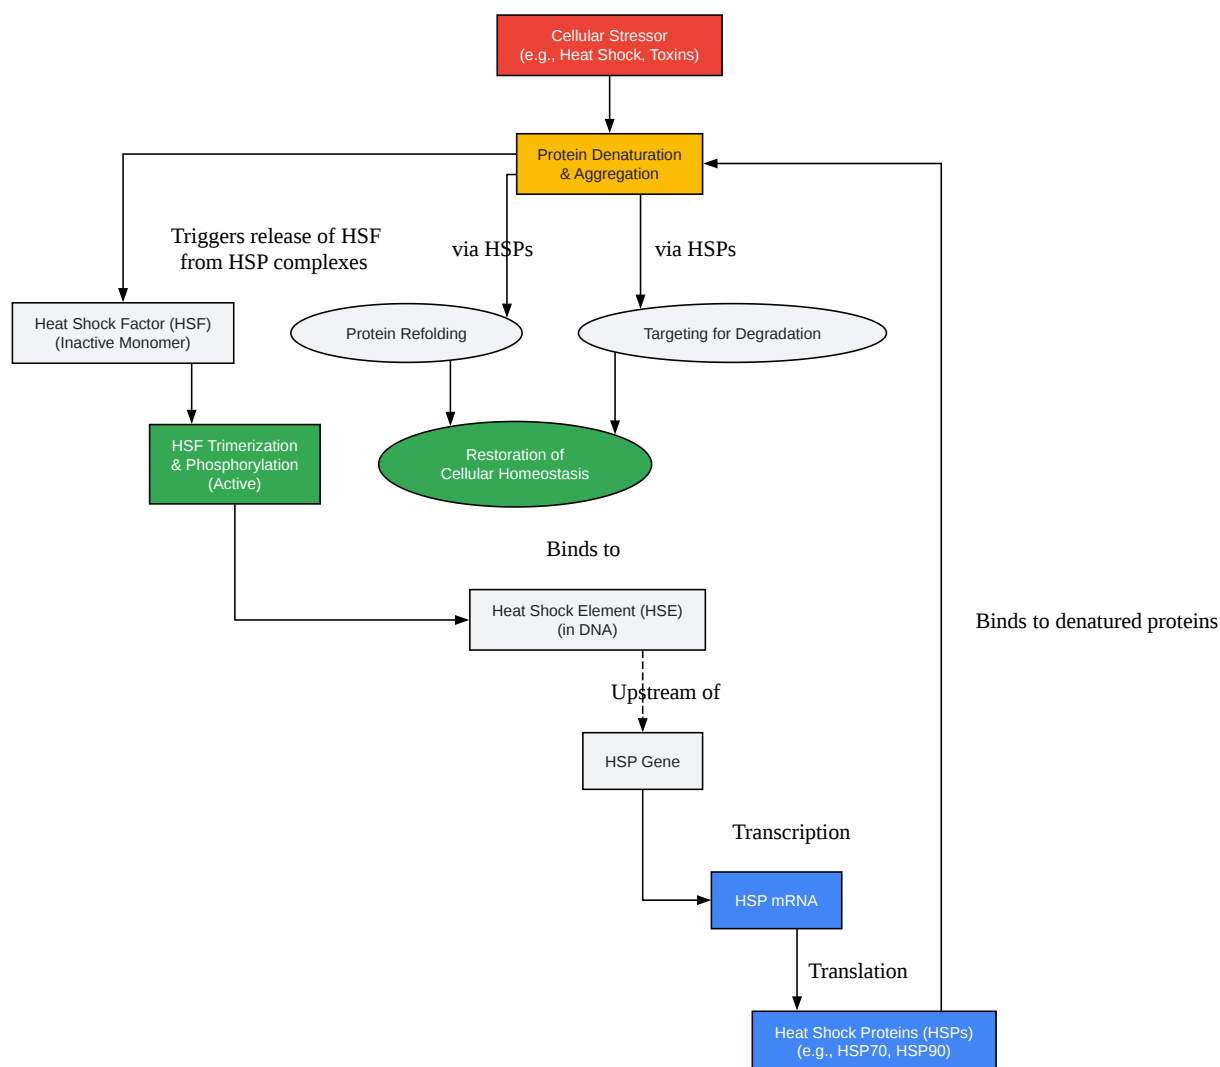 Cellular Stressor
(e.g., Heat Shock, Toxins)
Protein Denaturation
& Aggregation
Triggers release of HSF
from HSP complexes
via HSPs
via HSPs
Heat Shock Factor (HSF)
(Inactive Monomer)
Protein Refolding
Targeting for Degradation
HSF Trimerization
& Phosphorylation
(Active)
Restoration of
Cellular Homeostasis
Binds to
Heat Shock Element (HSE)
(in DNA)
Binds to denatured proteins
Upstream of
HSP Gene
Transcription
HSP mRNA
Translation
Heat Shock Proteins (HSPs)
(e.g., HSP70, HSP90)